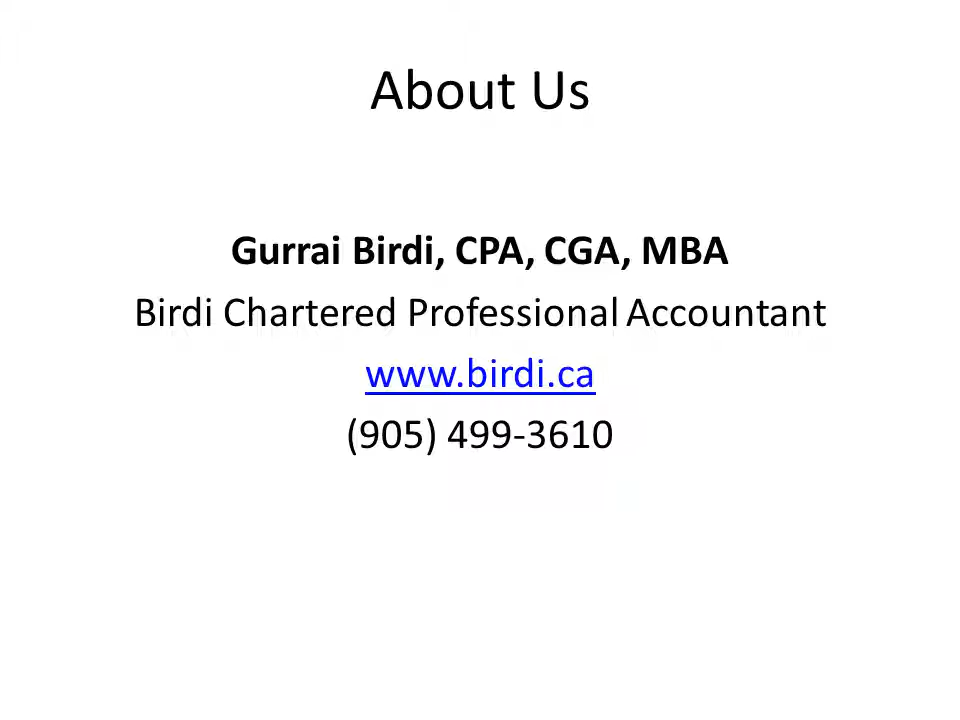 About Us
Gurrai Birdi, CPA, CGA, MBA
Birdi Chartered Professional Accountant
www.birdi.ca
(905) 499-3610